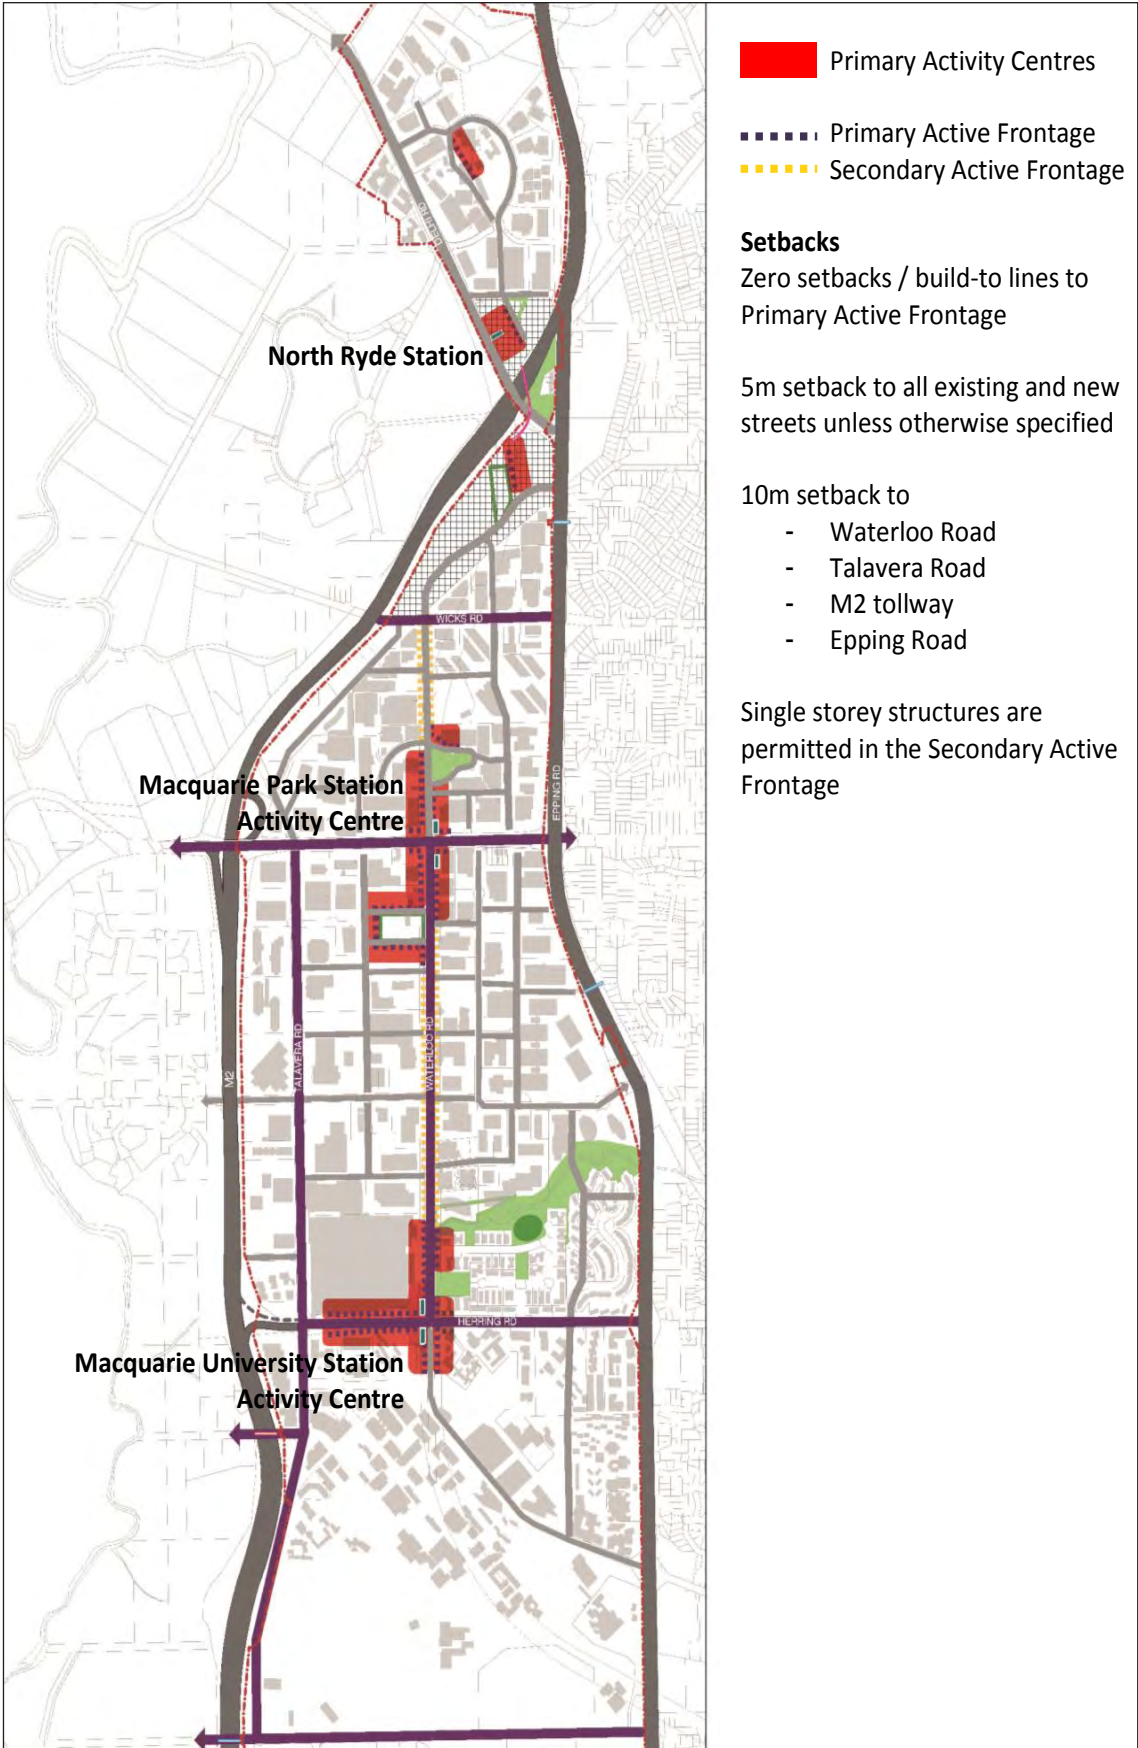 Primary Activity Centres
Primary Active Frontage
Secondary Active Frontage
Setbacks
Zero setbacks / build-to lines to
Primary Active Frontage
5m setback to all existing and new
streets unless otherwise specified
10m setback to
- Waterloo Road
- Talavera Road
- M2 tollway
- Epping Road
Single storey structures are
permitted in the Secondary Active
Frontage
DELHI RD
North Ryde Station
WICKS RD
EPPING RD
Macquarie Park Station
Activity Centre
M2
TALAVERA RD
WATERLOO RD
HERRING RD
Macquarie University Station
Activity Centre